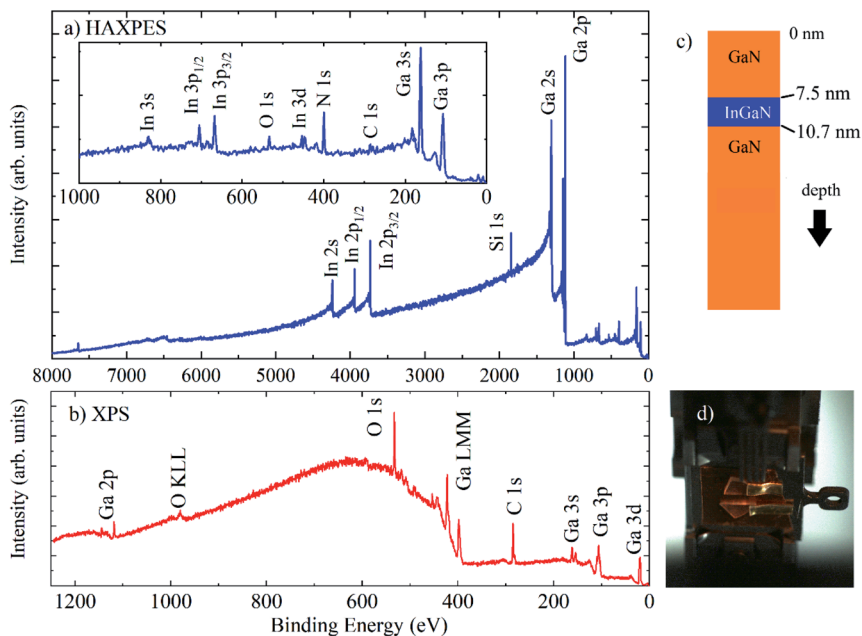 a) HAXPES
Intensity (arb. units)
In 3s
In 3p1/2
In 3p3/2
O 1s
In 3d
N 1s
C 1s
Ga 3s
Ga 3p
1000 800 600 400 200 0
In 2s
In 2p1/2
In 2p3/2
Si 1s
Ga 2s
Ga 2p
8000 7000 6000 5000 4000 3000 2000 1000 0
c)
0 nm
GaN
7.5 nm
InGaN
10.7 nm
GaN
depth
b) XPS
Intensity (arb. units)
Ga 2p
O KLL
O 1s
Ga LMM
C 1s
Ga 3s
Ga 3p
Ga 3d
1200 1000 800 600 400 200 0
Binding Energy (eV)
d)